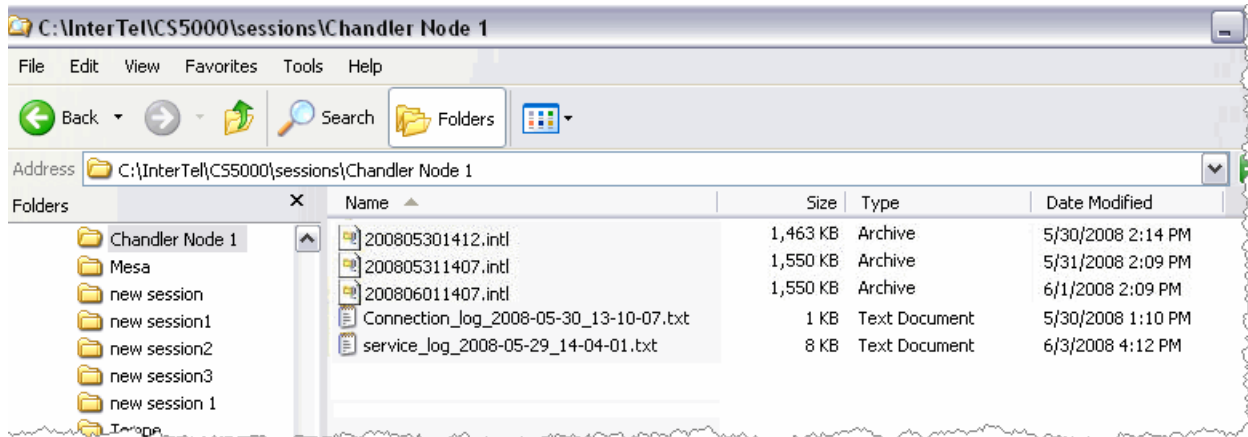 C:\InterTel\CS5000\sessions\Chandler Node 1
File Edit View Favorites Tools Help
Back Search Folders
Address C:\InterTel\CS5000\sessions\Chandler Node 1
Folders
Chandler Node 1
Mesa
new session
new session1
new session2
new session3
new session 1
Name Size Type Date Modified
200805301412.intl 1,463 KB Archive 5/30/2008 2:14 PM
200805311407.intl 1,550 KB Archive 5/31/2008 2:09 PM
200806011407.intl 1,550 KB Archive 6/1/2008 2:09 PM
Connection_log_2008-05-30_13-10-07.txt 1 KB Text Document 5/30/2008 1:10 PM
service_log_2008-05-29_14-04-01.txt 8 KB Text Document 6/3/2008 4:12 PM